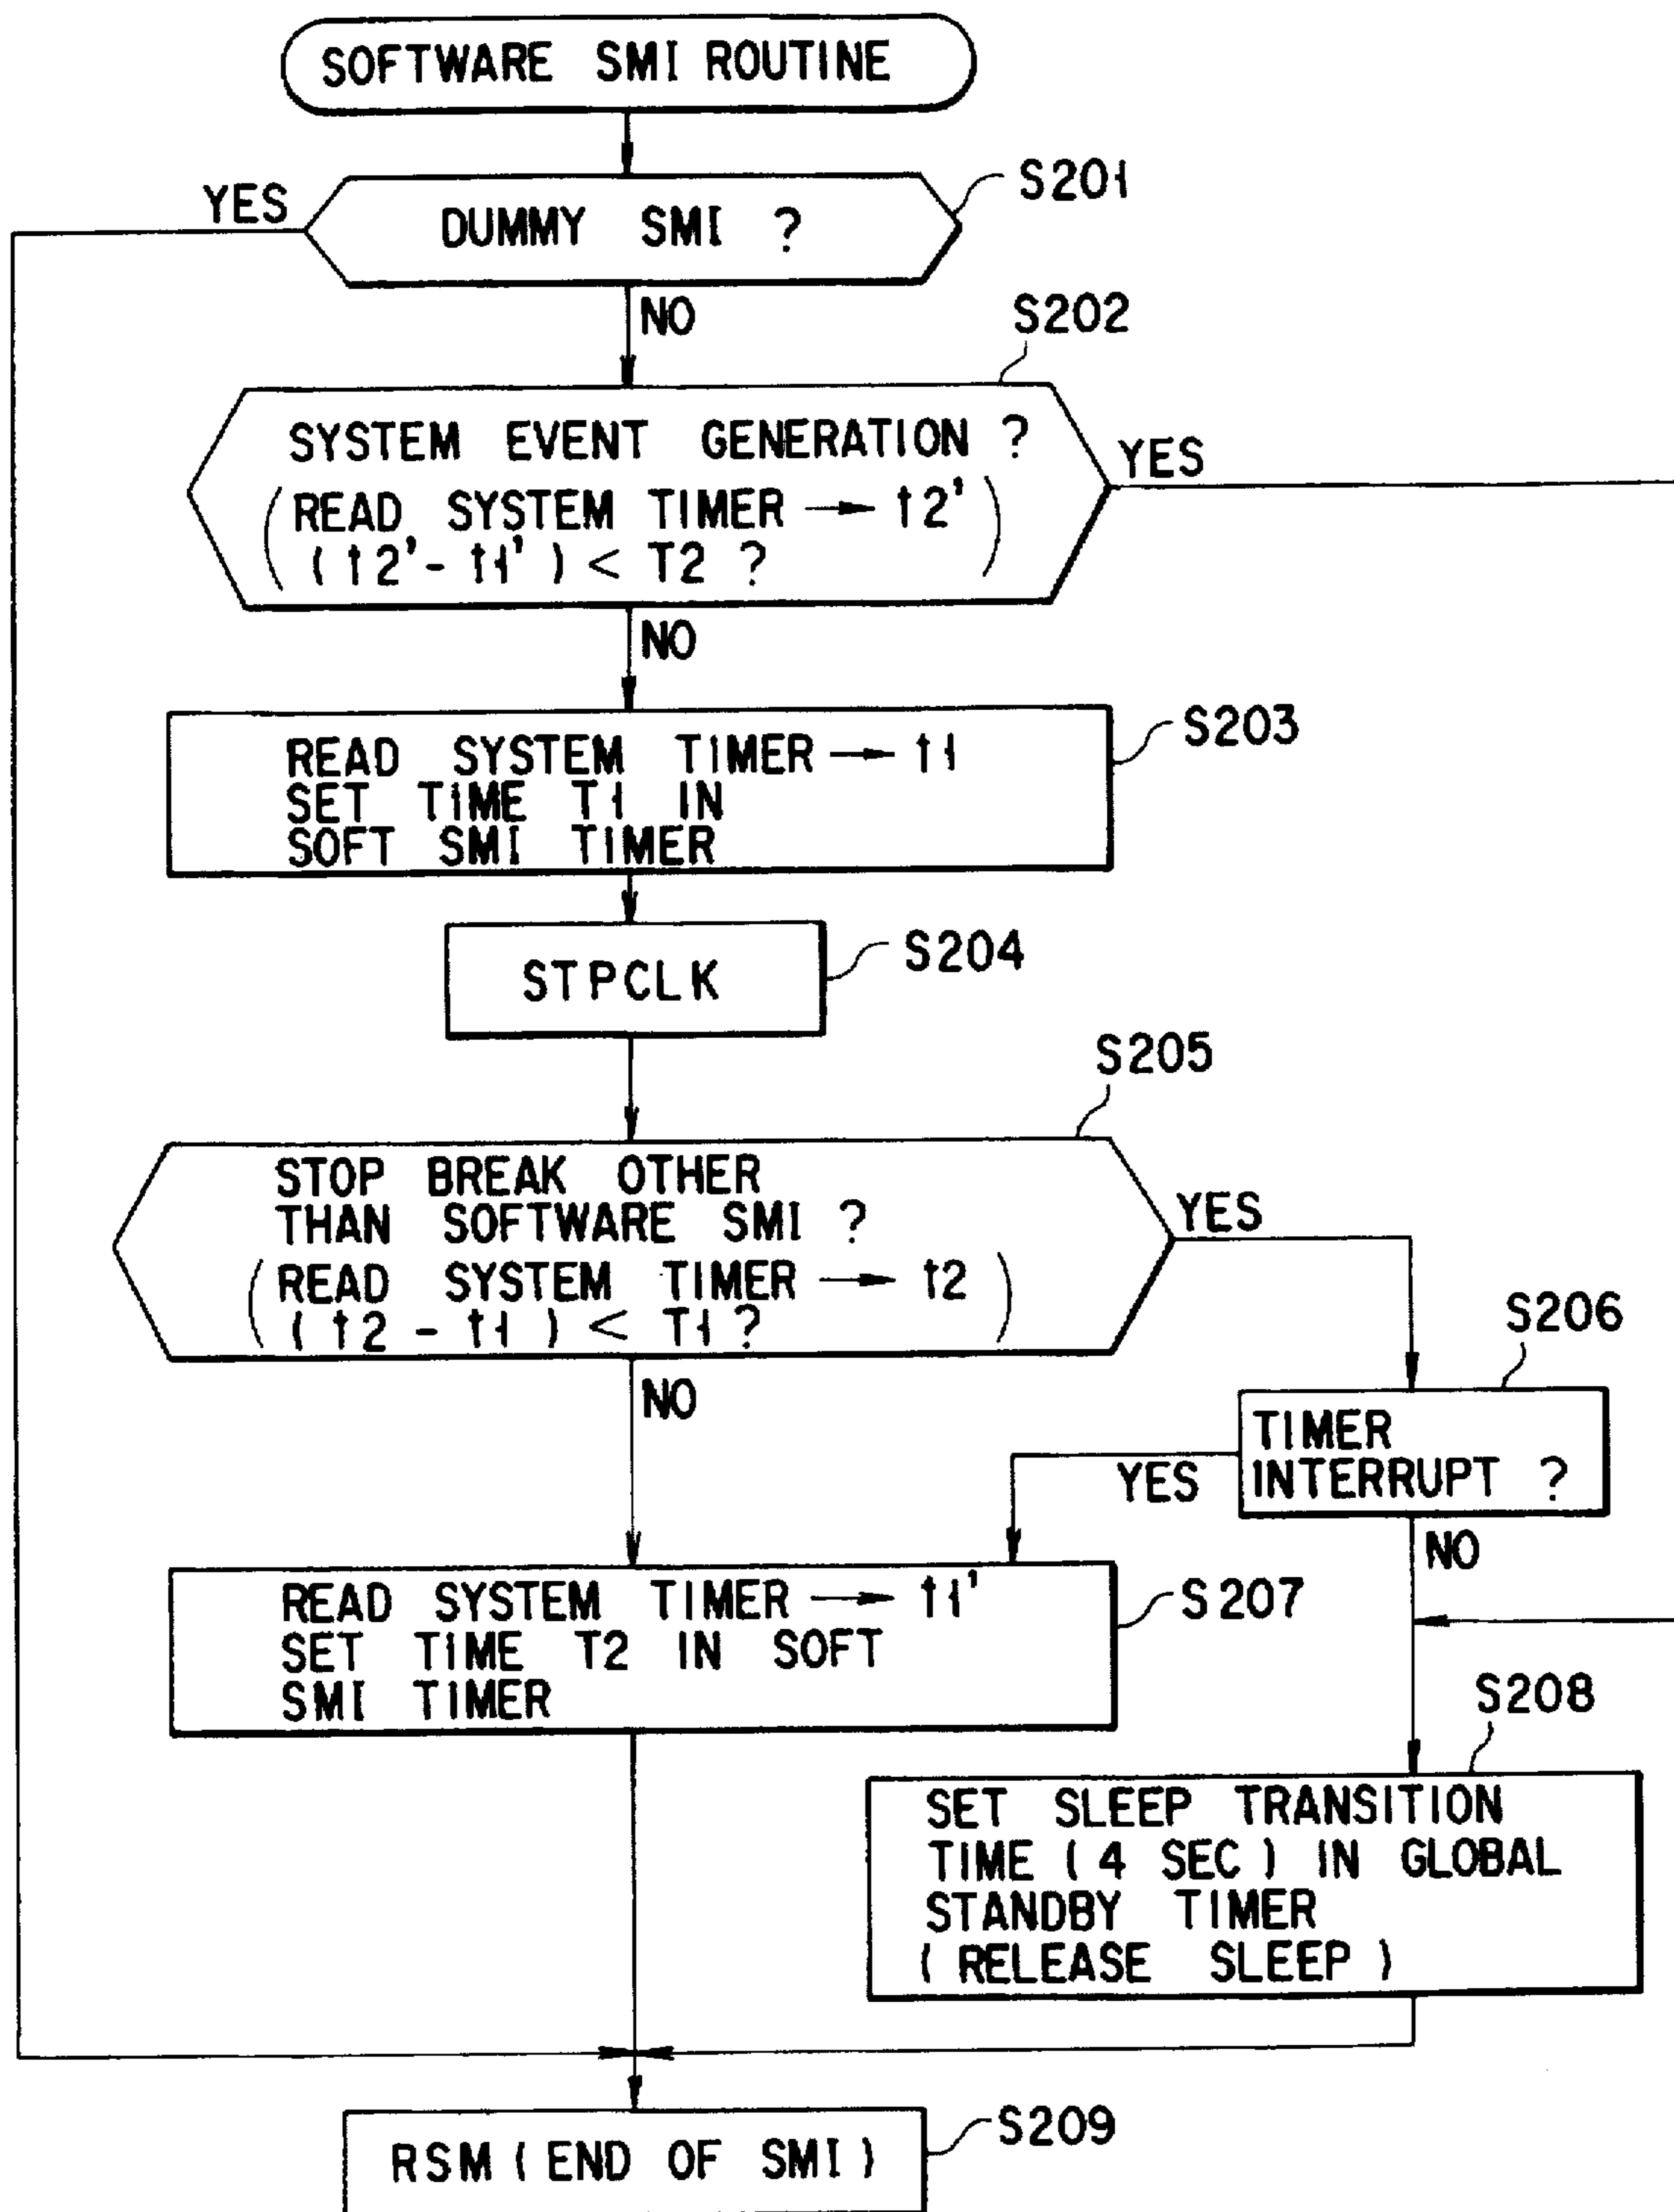 SOFTWARE SMI ROUTINE
S201
YES
DUMMY SMI ?
NO
S202
SYSTEM EVENT GENERATION ?
YES
(READ SYSTEM TIMER → t2'
(t2'- t1') < T2 ?)
NO
S203
READ SYSTEM TIMER → t1
SET TIME T1 IN
SOFT SMI TIMER
S204
STPCLK
S205
STOP BREAK OTHER
THAN SOFTWARE SMI ?
YES
(READ SYSTEM TIMER → t2
(t2 - t1) < T1 ?)
NO
S206
TIMER
INTERRUPT ?
YES
NO
READ SYSTEM TIMER → t1'
SET TIME T2 IN SOFT
SMI TIMER
S207
S208
SET SLEEP TRANSITION
TIME (4 SEC) IN GLOBAL
STANDBY TIMER
(RELEASE SLEEP)
S209
RSM (END OF SMI)